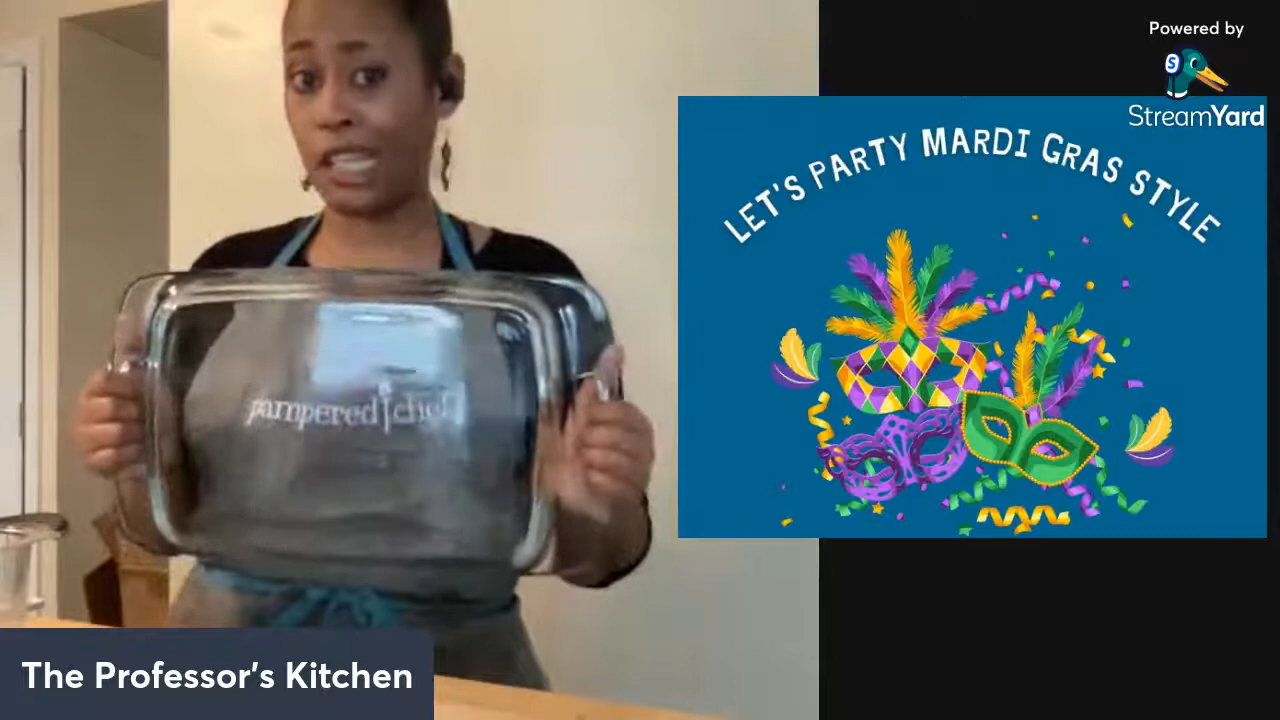 Powered by
StreamYard
LET'S PARTY MARDI GRAS STYLE
pampered chef
The Professor's Kitchen